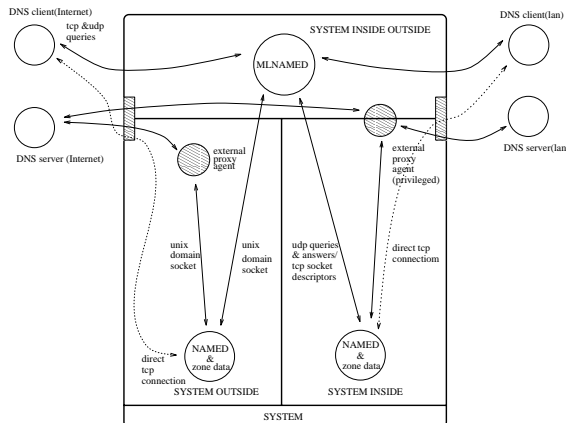 DNS client(Internet)
tcp &udp
queries
DNS server (Internet)
SYSTEM INSIDE OUTSIDE
MLNAMED
DNS client(lan)
DNS server(lan
external
proxy
agent
external
proxy
agent
(privileged)
unix
domain
socket
unix
domain
socket
udp queries
& answers/
tcp socket
descriptors
direct tcp
connectiom
direct
tcp
connection
NAMED
&
zone data
SYSTEM OUTSIDE
NAMED
&
zone data
SYSTEM INSIDE
SYSTEM